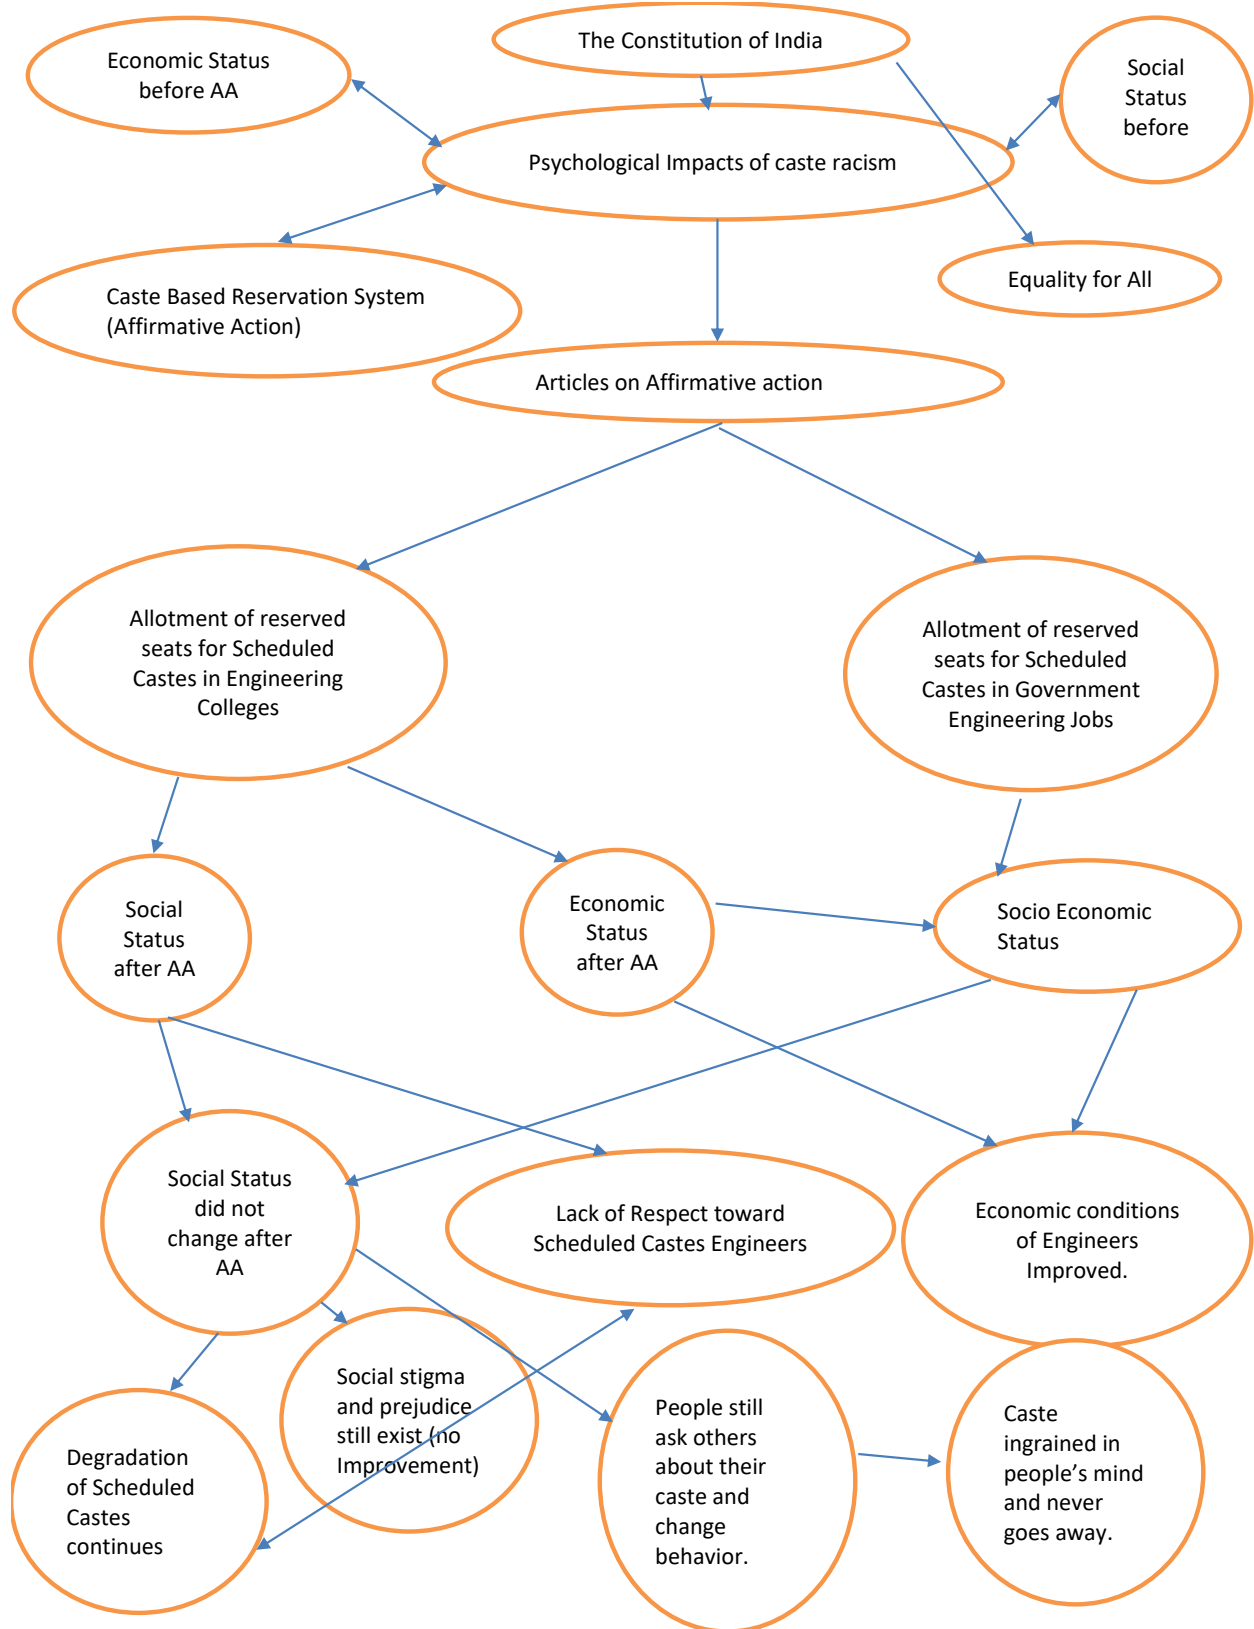 The Constitution of India
Economic Status
before AA
Social
Status
before
Psychological Impacts of caste racism
Equality for All
Caste Based Reservation System
(Affirmative Action)
Articles on Affirmative action
Allotment of reserved
seats for Scheduled
Castes in Engineering
Colleges
Allotment of reserved
seats for Scheduled
Castes in Government
Engineering Jobs
Social
Status
after AA
Economic
Status
after AA
Socio Economic
Status
Social Status
did not
change after
AA
Lack of Respect toward
Scheduled Castes Engineers
Economic conditions
of Engineers
Improved.
Social stigma
and prejudice
still exist (no
Improvement)
People still
ask others
about their
caste and
change
behavior.
Caste
ingrained in
people’s mind
and never
goes away.
Degradation
of Scheduled
Castes
continues